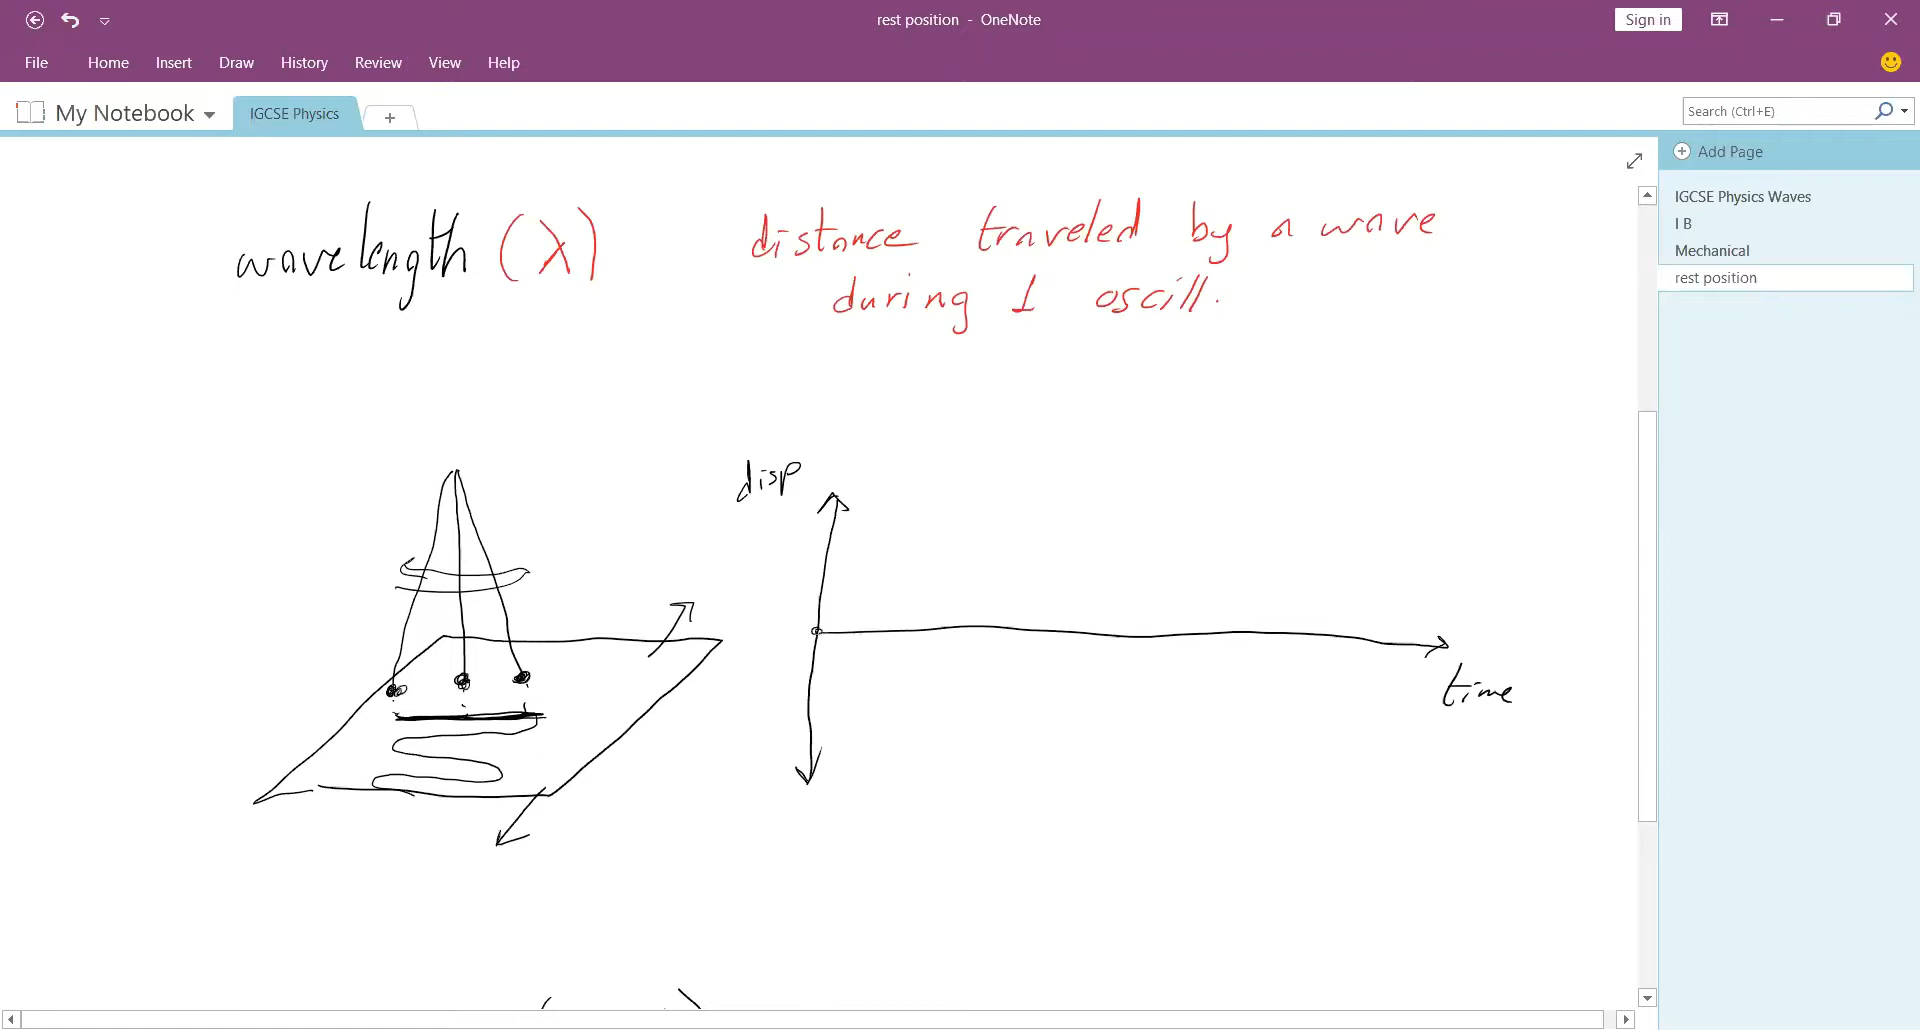 rest position - OneNote
Sign in
File Home Insert Draw History Review View Help
My Notebook
IGCSE Physics
+
Search (Ctrl+E)
Add Page
IGCSE Physics Waves
I B
Mechanical
rest position
wavelength (λ)
distance traveled by a wave
during 1 oscill.
disp
time